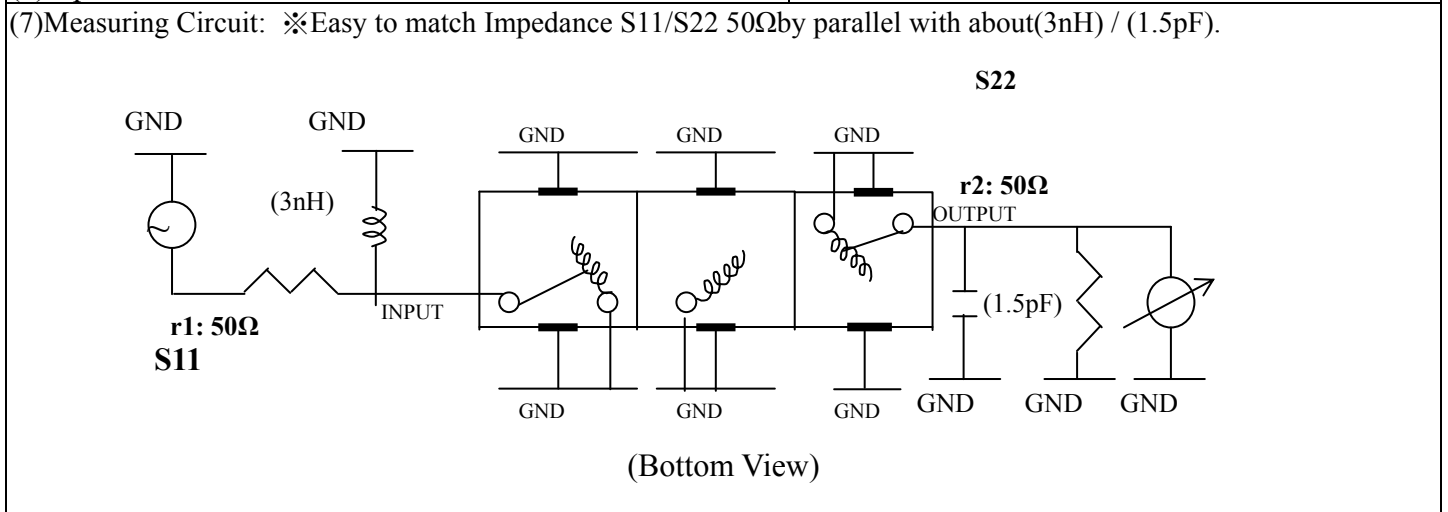 (7)Measuring Circuit: ※Easy to match Impedance S11/S22 50Ωby parallel with about(3nH) / (1.5pF).
S22
GND GND GND GND GND
(3nH)
r2: 50Ω
OUTPUT
(1.5pF)
INPUT
r1: 50Ω
S11
GND GND GND GND GND GND
(Bottom View)